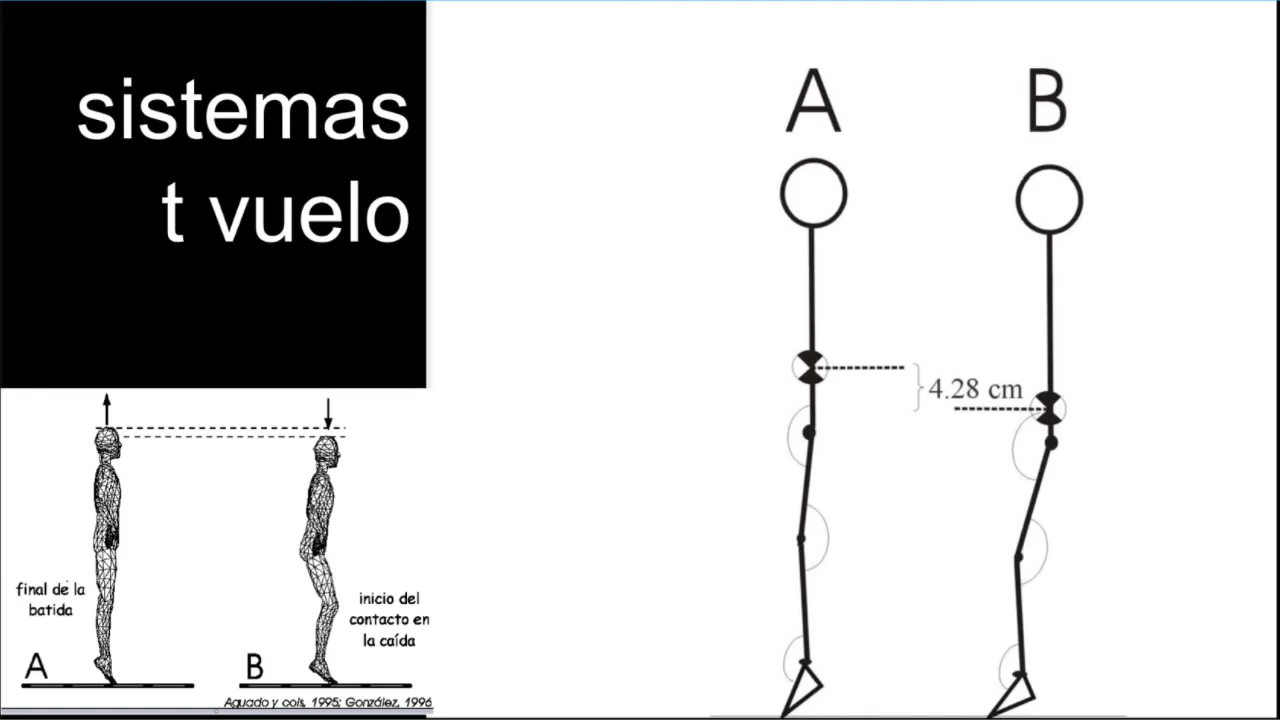 sistemas
t vuelo
A
B
4.28 cm
final de la
batida
A
inicio del
contacto en
la caída
B
Aguado y cols, 1995; González, 1996